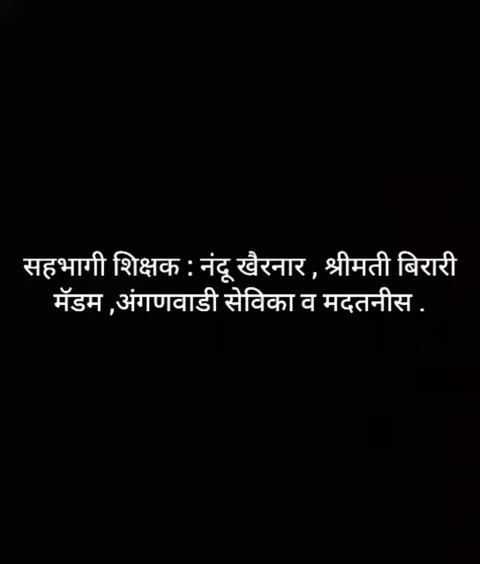 सहभागी शिक्षक : नंदू खैरनार , श्रीमती बिरारी
मॅडम ,अंगणवाडी सेविका व मदतनीस .